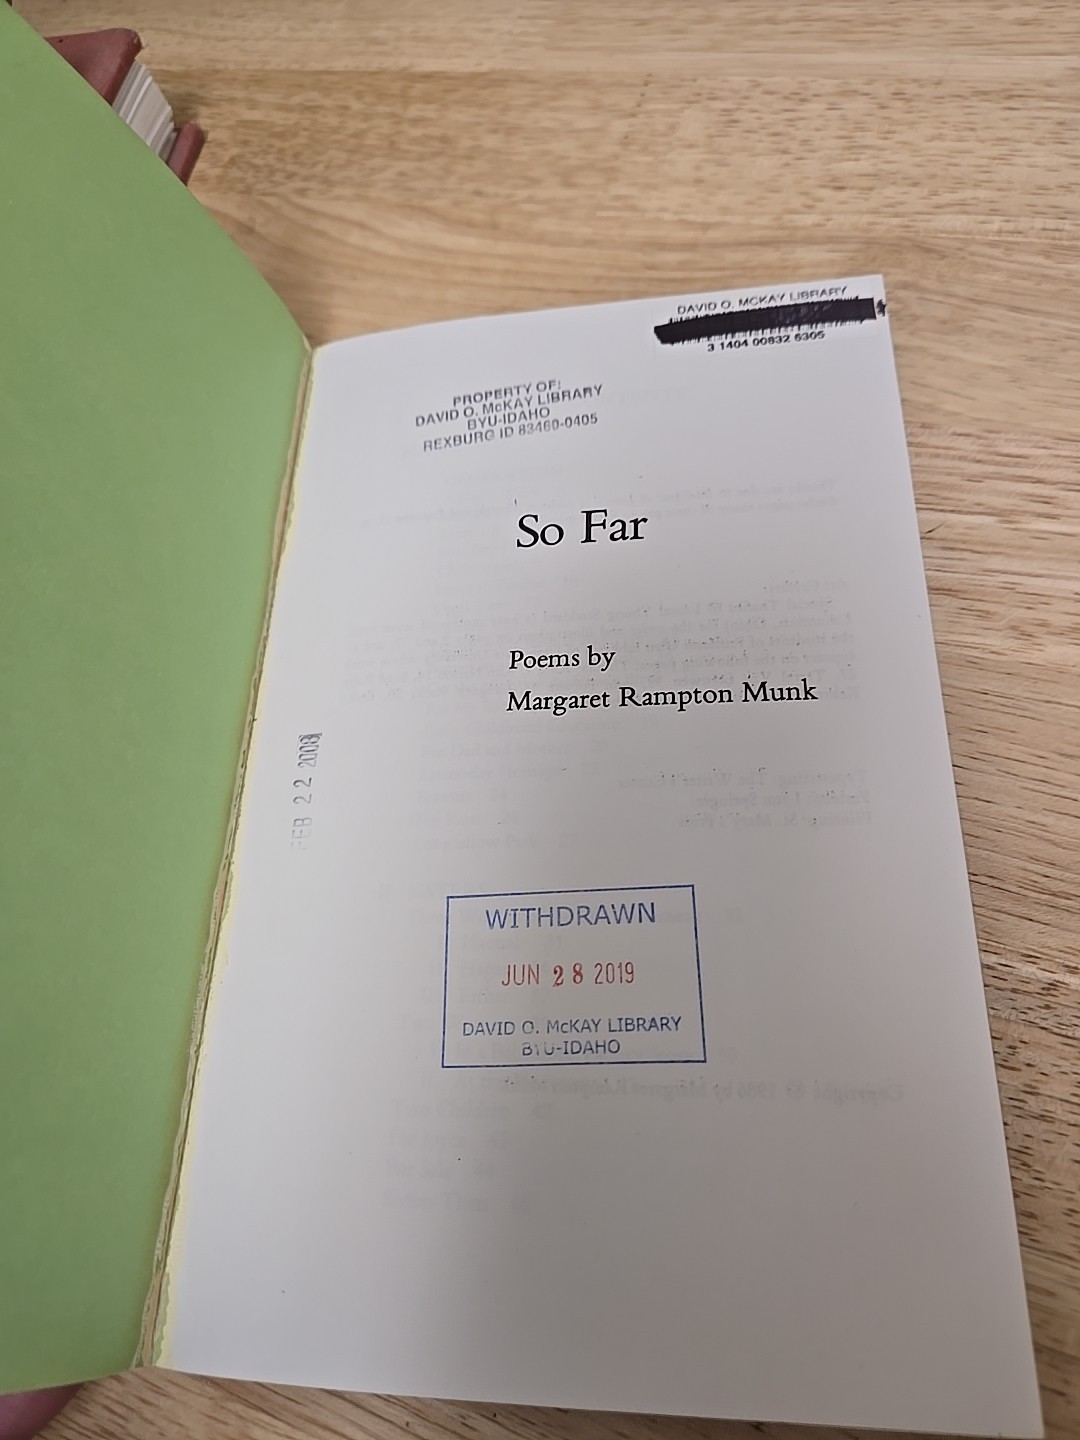 DAVID O. MCKAY LIBRARY
3 1404 00832 6305
PROPERTY OF:
DAVID O. McKAY LIBRARY
BYU-IDAHO
REXBURG ID 83460-0405
So Far
Poems by
Margaret Rampton Munk
FEB 22 2008
WITHDRAWN
JUN 28 2019
DAVID O. McKAY LIBRARY
BYU-IDAHO